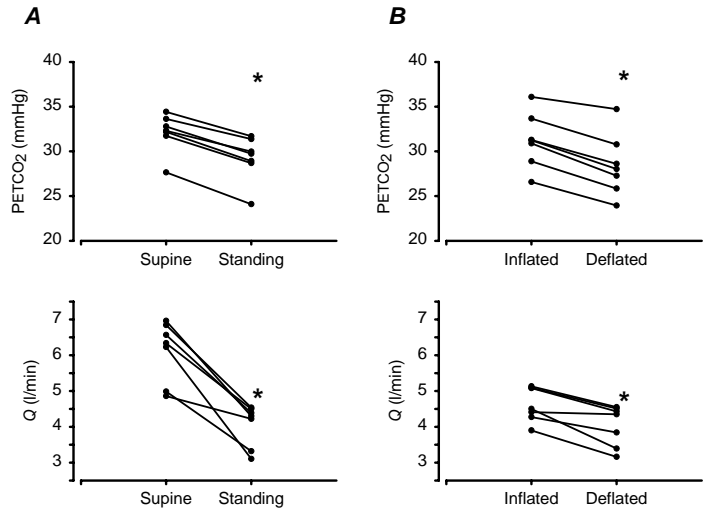 A
B
PETCO2 (mmHg)
40
35
30
25
20
*
Supine Standing
PETCO2 (mmHg)
40
35
30
25
20
*
Inflated Deflated
Q (l/min)
7
6
5
4
3
*
Supine Standing
Q (l/min)
7
6
5
4
3
*
Inflated Deflated